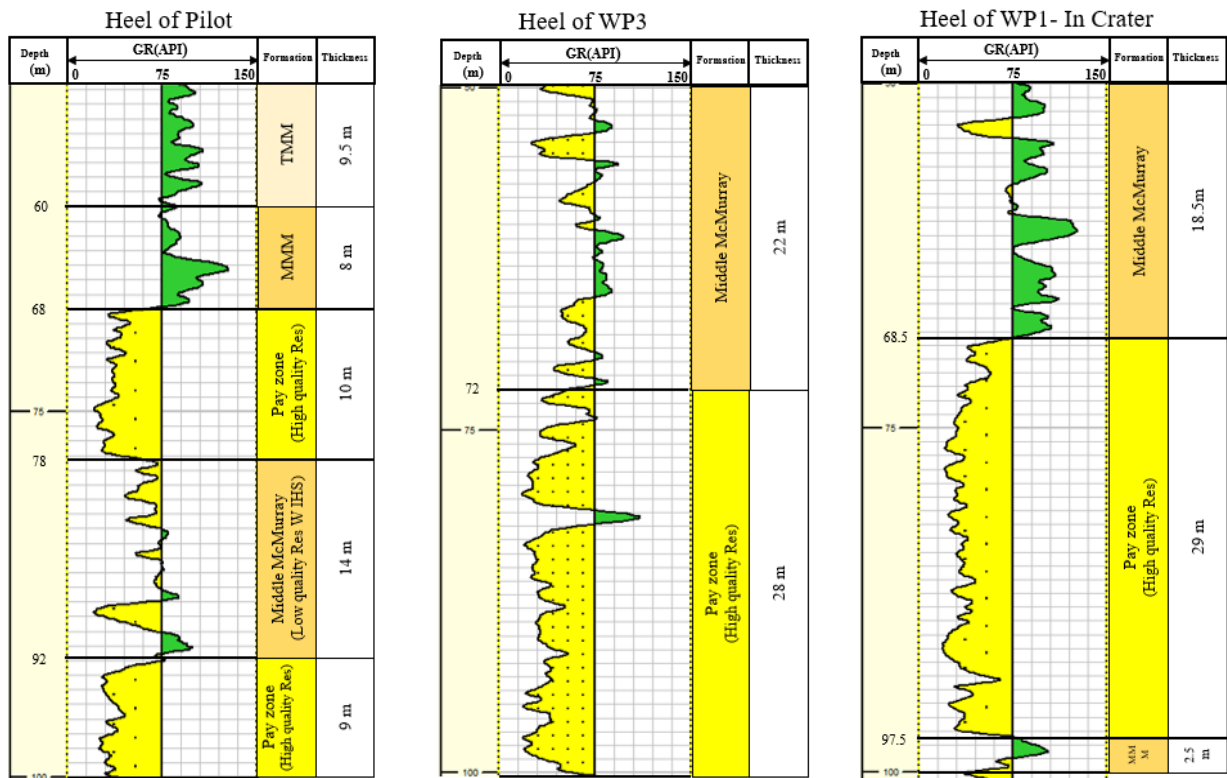 Heel of Pilot
Depth
(m)
GR(API)
0 75 150
Formation
Thickness
TMM
9.5 m
60
MMM
8 m
68
Pay zone
(High quality Res)
10 m
75
78
Middle McMurray
(Low quality Res W IHS)
14 m
92
Pay zone
(High quality Res)
9 m
100
Heel of WP3
Depth
(m)
GR(API)
0 75 150
Formation
Thickness
50
Middle McMurray
22 m
72
75
Pay zone
(High quality Res)
28 m
100
Heel of WP1- In Crater
Depth
(m)
GR(API)
0 75 150
Formation
Thickness
50
Middle McMurray
18.5m
68.5
75
Pay zone
(High quality Res)
29 m
97.5
MM
M
2.5
m
100